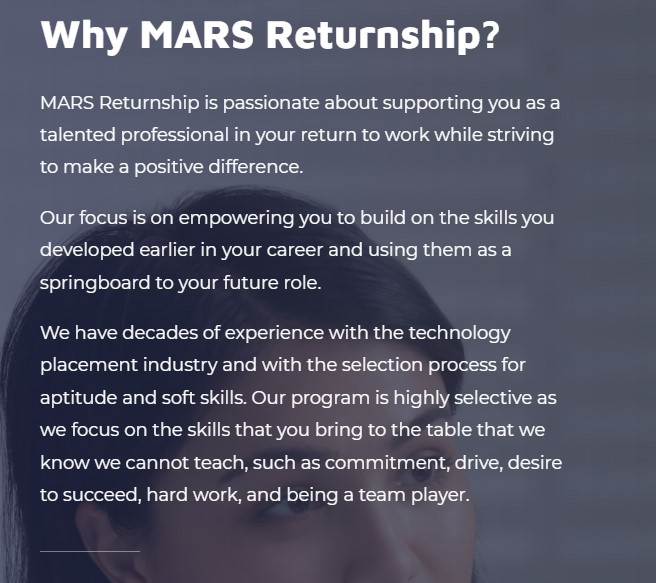 Why MARS Returnship?
MARS Returnship is passionate about supporting you as a
talented professional in your return to work while striving
to make a positive difference.
Our focus is on empowering you to build on the skills you
developed earlier in your career and using them as a
springboard to your future role.
We have decades of experience with the technology
placement industry and with the selection process for
aptitude and soft skills. Our program is highly selective as
we focus on the skills that you bring to the table that we
know we cannot teach, such as commitment, drive, desire
to succeed, hard work, and being a team player.